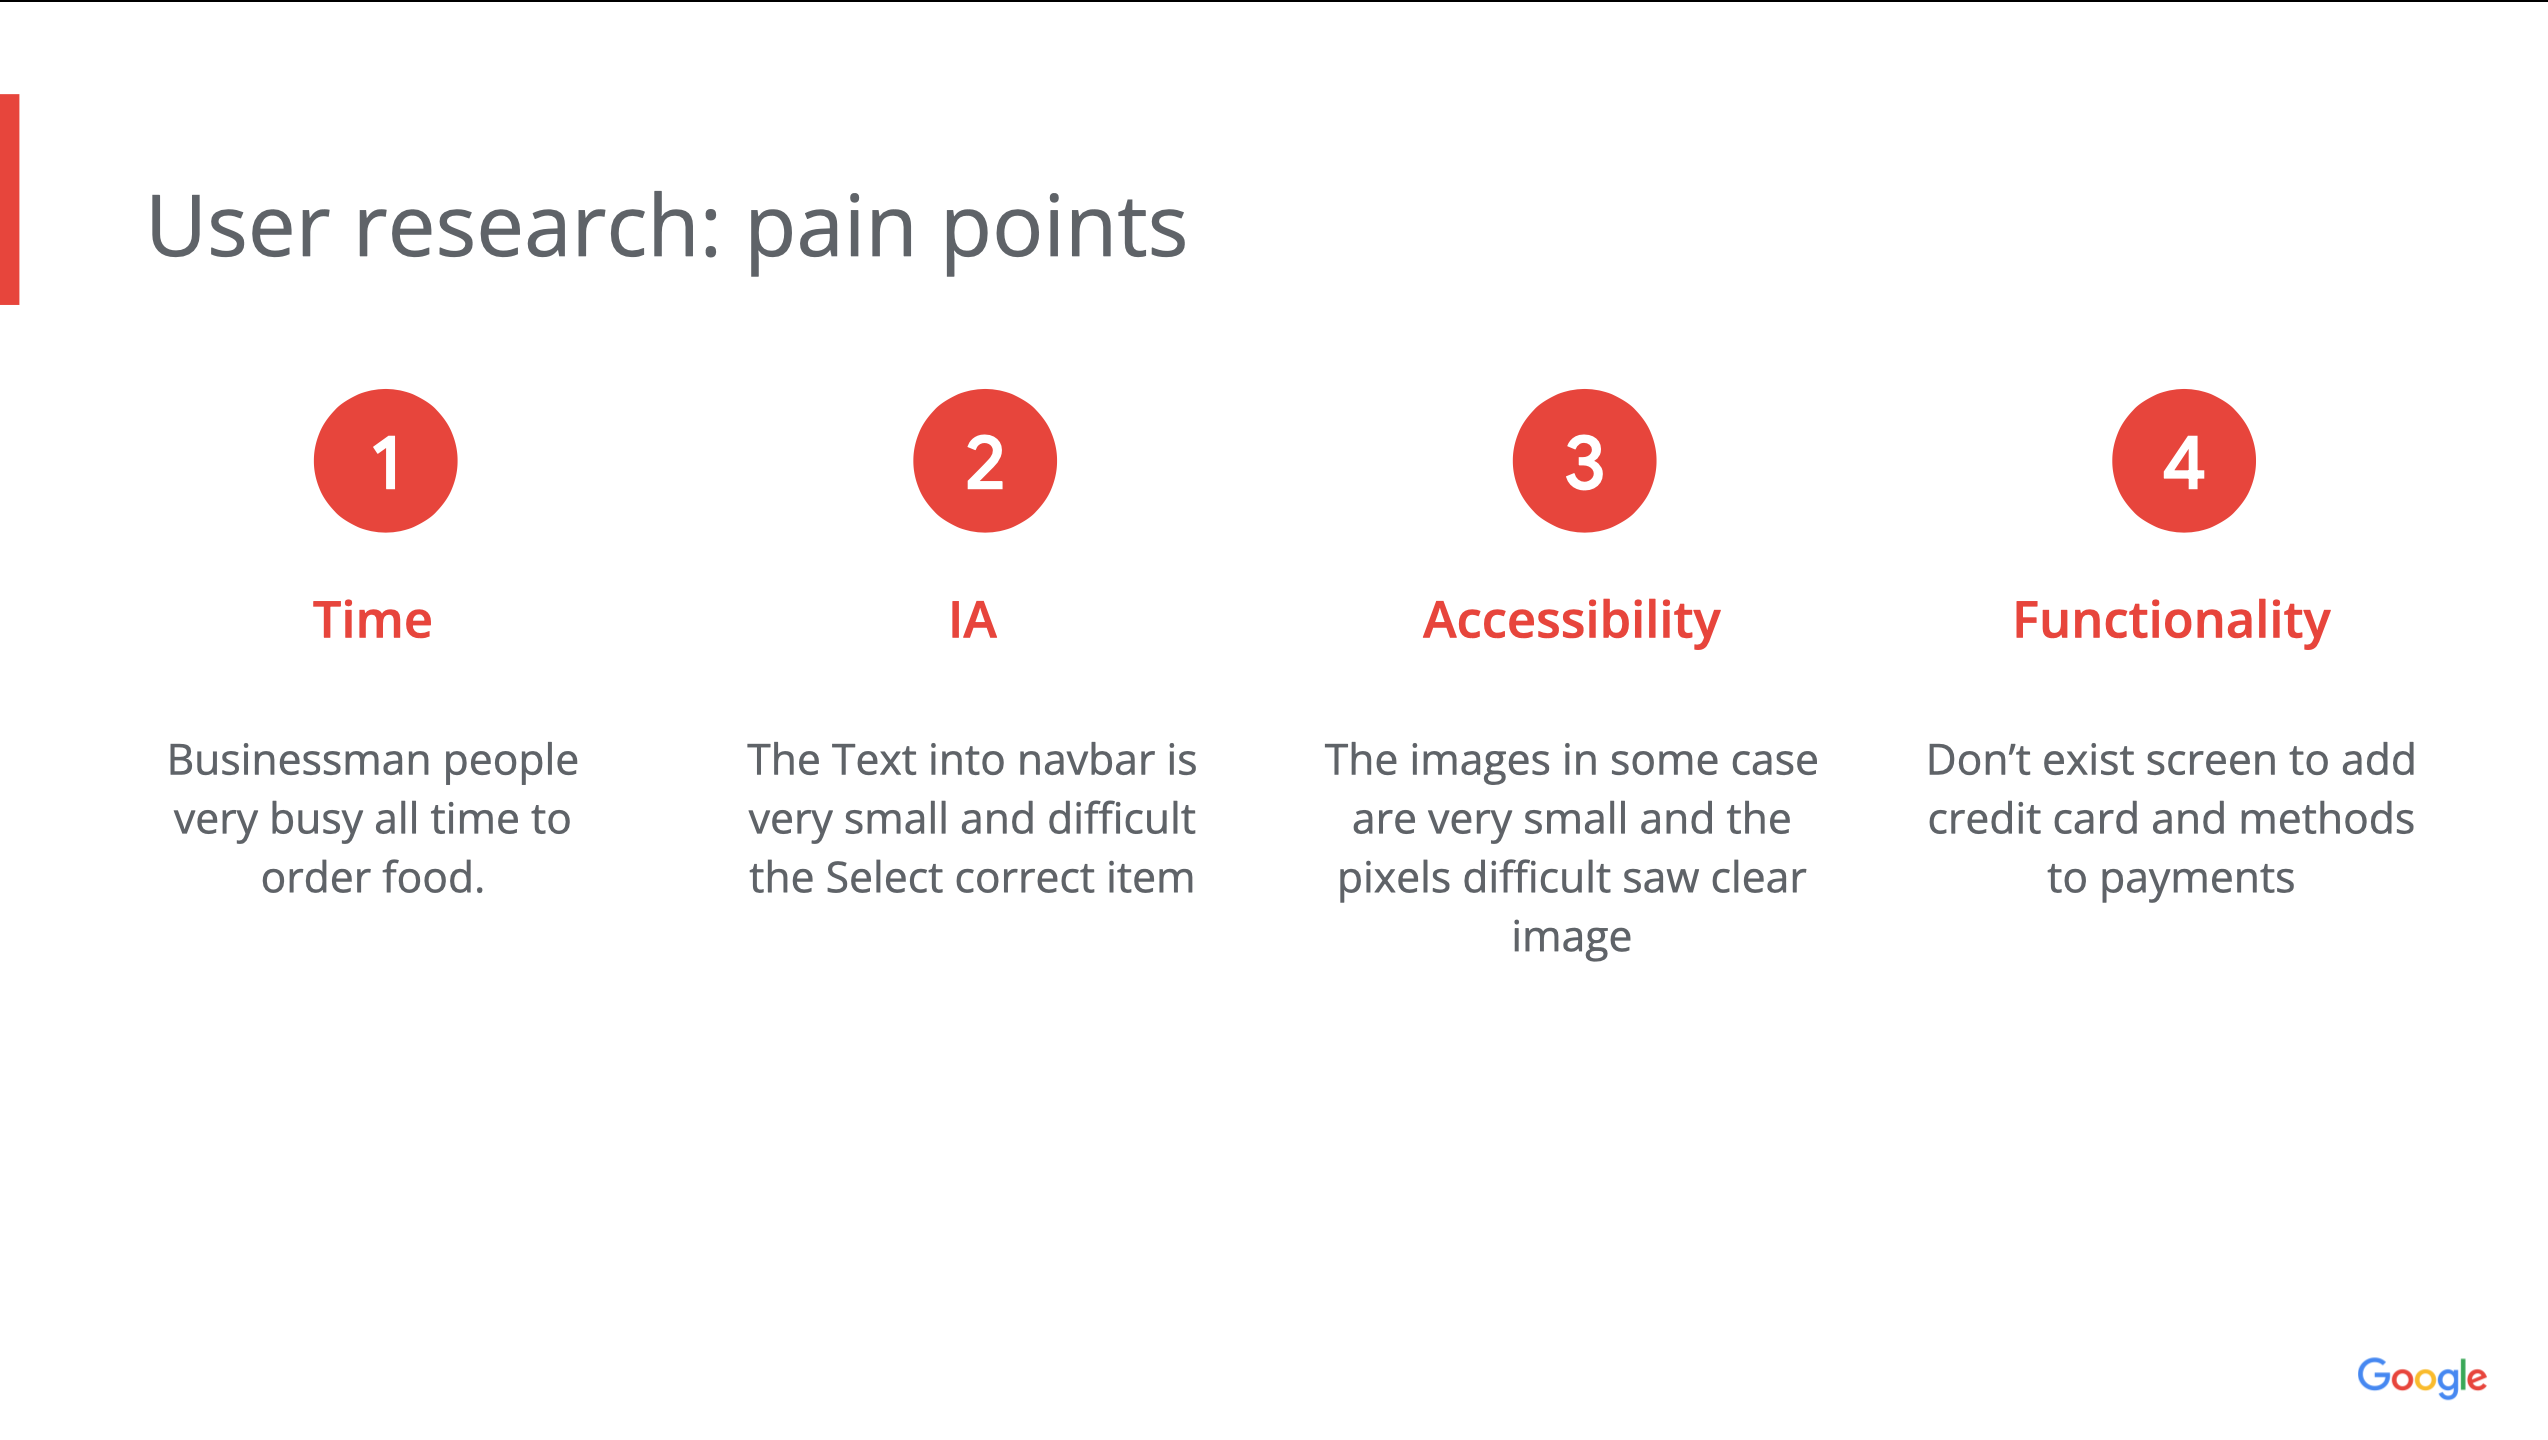 User research: pain points
1
2
3
4
Time
Businessman people
very busy all time to
order food.
IA
The Text into navbar is
very small and difficult
the Select correct item
Accessibility
The images in some case
are very small and the
pixels difficult saw clear
image
Functionality
Don’t exist screen to add
credit card and methods
to payments
Google